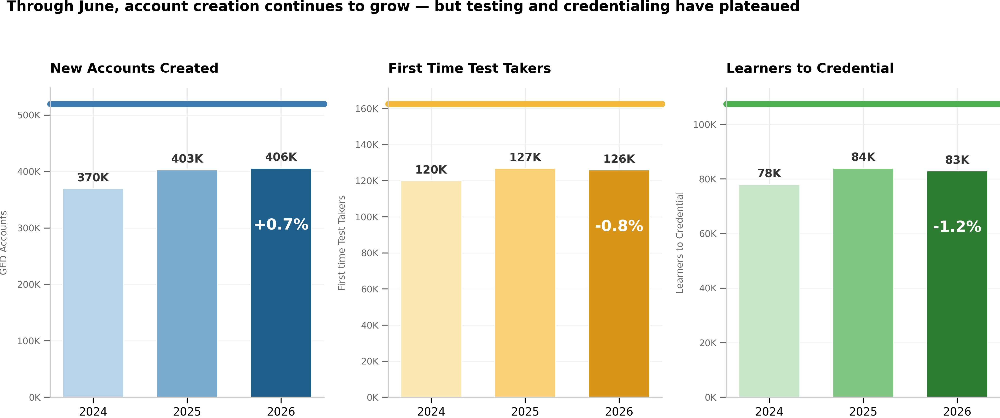 Through June, account creation continues to grow — but testing and credentialing have plateaued
New Accounts Created
GED Accounts
500K
400K
300K
200K
100K
0K
370K
403K
406K
+0.7%
2024
2025
2026
First Time Test Takers
First time Test Takers
160K
140K
120K
100K
80K
60K
40K
20K
0K
120K
127K
126K
-0.8%
2024
2025
2026
Learners to Credential
Learners to Credential
100K
80K
60K
40K
20K
0K
78K
84K
83K
-1.2%
2024
2025
2026